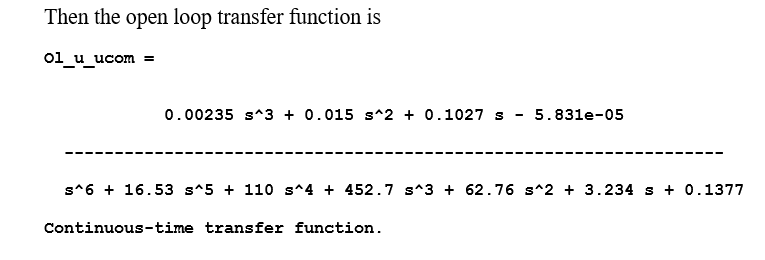 Then the open loop transfer function is
Ol_u_ucom =
0.00235 s^3 + 0.015 s^2 + 0.1027 s - 5.831e-05
------------------------------------------------------------------
s^6 + 16.53 s^5 + 110 s^4 + 452.7 s^3 + 62.76 s^2 + 3.234 s + 0.1377
Continuous-time transfer function.